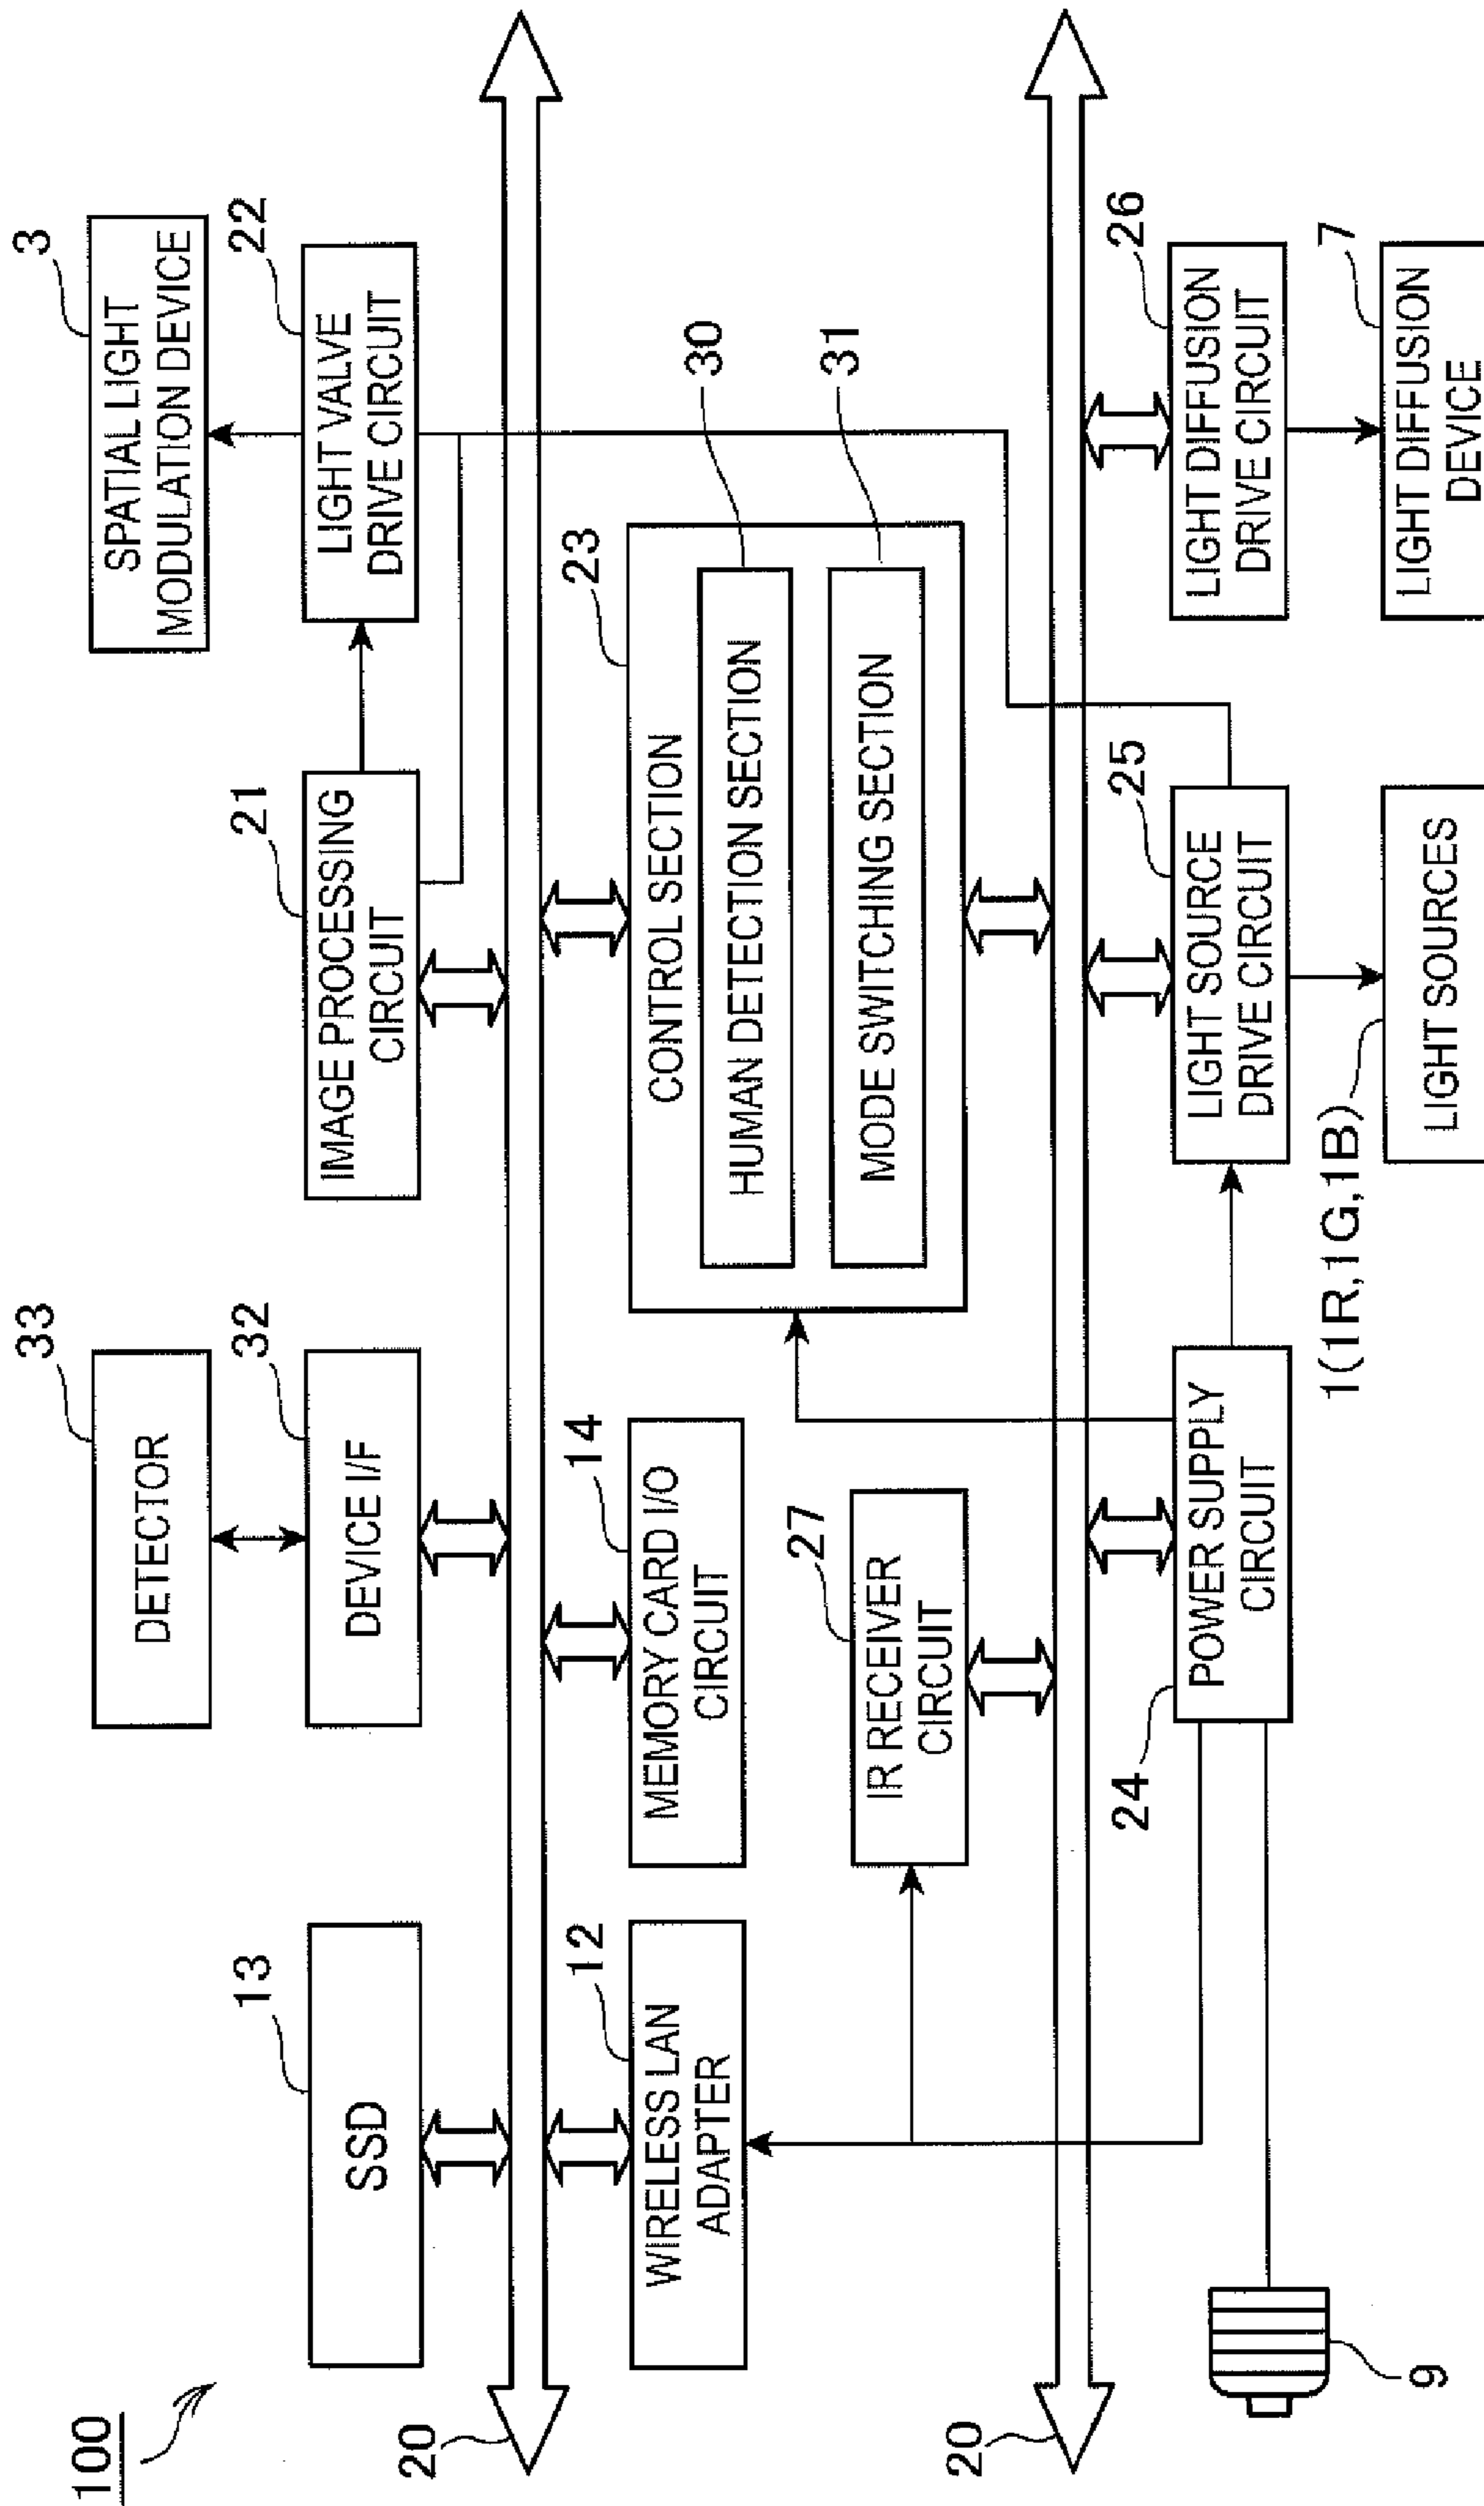 100
33
DETECTOR
3
SPATIAL LIGHT
MODULATION DEVICE
13
SSD
32
DEVICE I/F
21
IMAGE PROCESSING
CIRCUIT
22
LIGHT VALVE
DRIVE CIRCUIT
20
12
WIRELESS LAN
ADAPTER
14
MEMORY CARD I/O
CIRCUIT
23
CONTROL SECTION
HUMAN DETECTION SECTION
30
MODE SWITCHING SECTION
31
27
IR RECEIVER
CIRCUIT
20
24
POWER SUPPLY
CIRCUIT
25
LIGHT SOURCE
DRIVE CIRCUIT
26
LIGHT DIFFUSION
DRIVE CIRCUIT
9
1(1R,1G,1B)
LIGHT SOURCES
7
LIGHT DIFFUSION
DEVICE